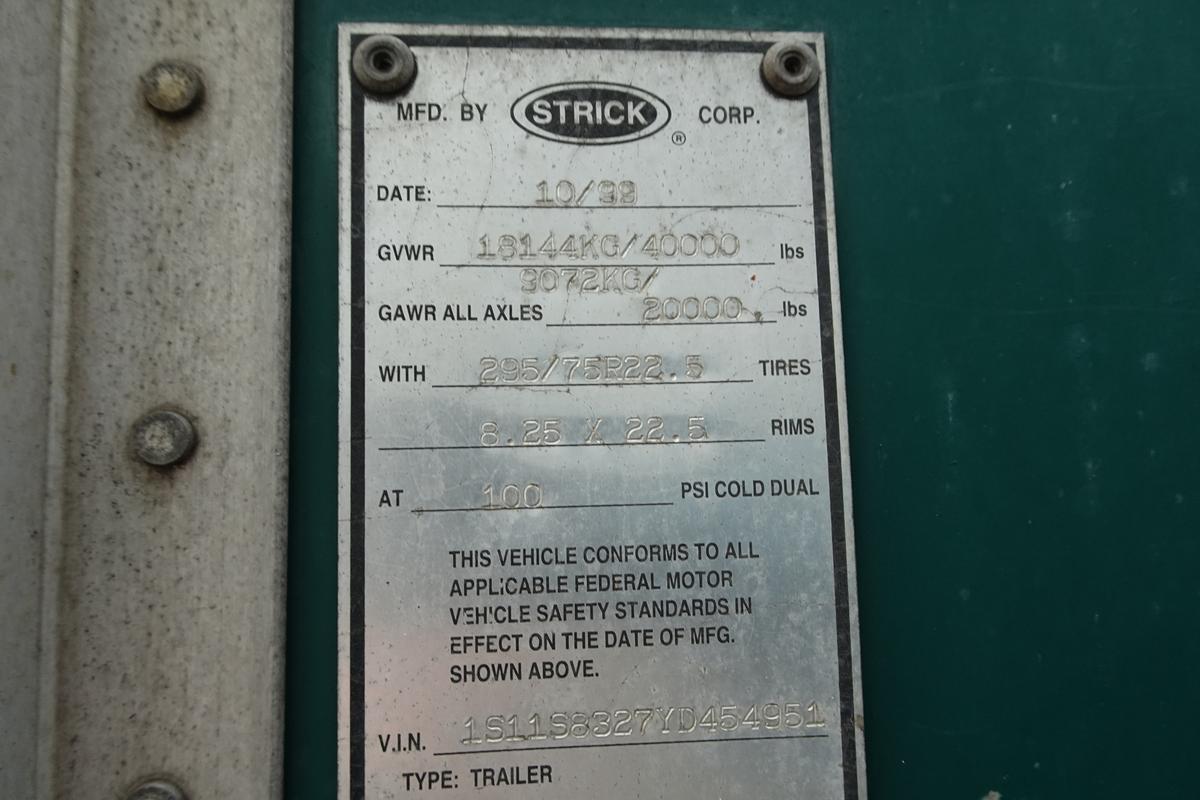 MFD. BY STRICK ® CORP.
DATE: 10/99
GVWR 18144KG/40000 lbs
9072KG/
GAWR ALL AXLES 20000 lbs
WITH 295/75R22.5 TIRES
8.25 X 22.5 RIMS
AT 100 PSI COLD DUAL
THIS VEHICLE CONFORMS TO ALL
APPLICABLE FEDERAL MOTOR
VEHICLE SAFETY STANDARDS IN
EFFECT ON THE DATE OF MFG.
SHOWN ABOVE.
V.I.N. 1S11S8327YD454951
TYPE: TRAILER